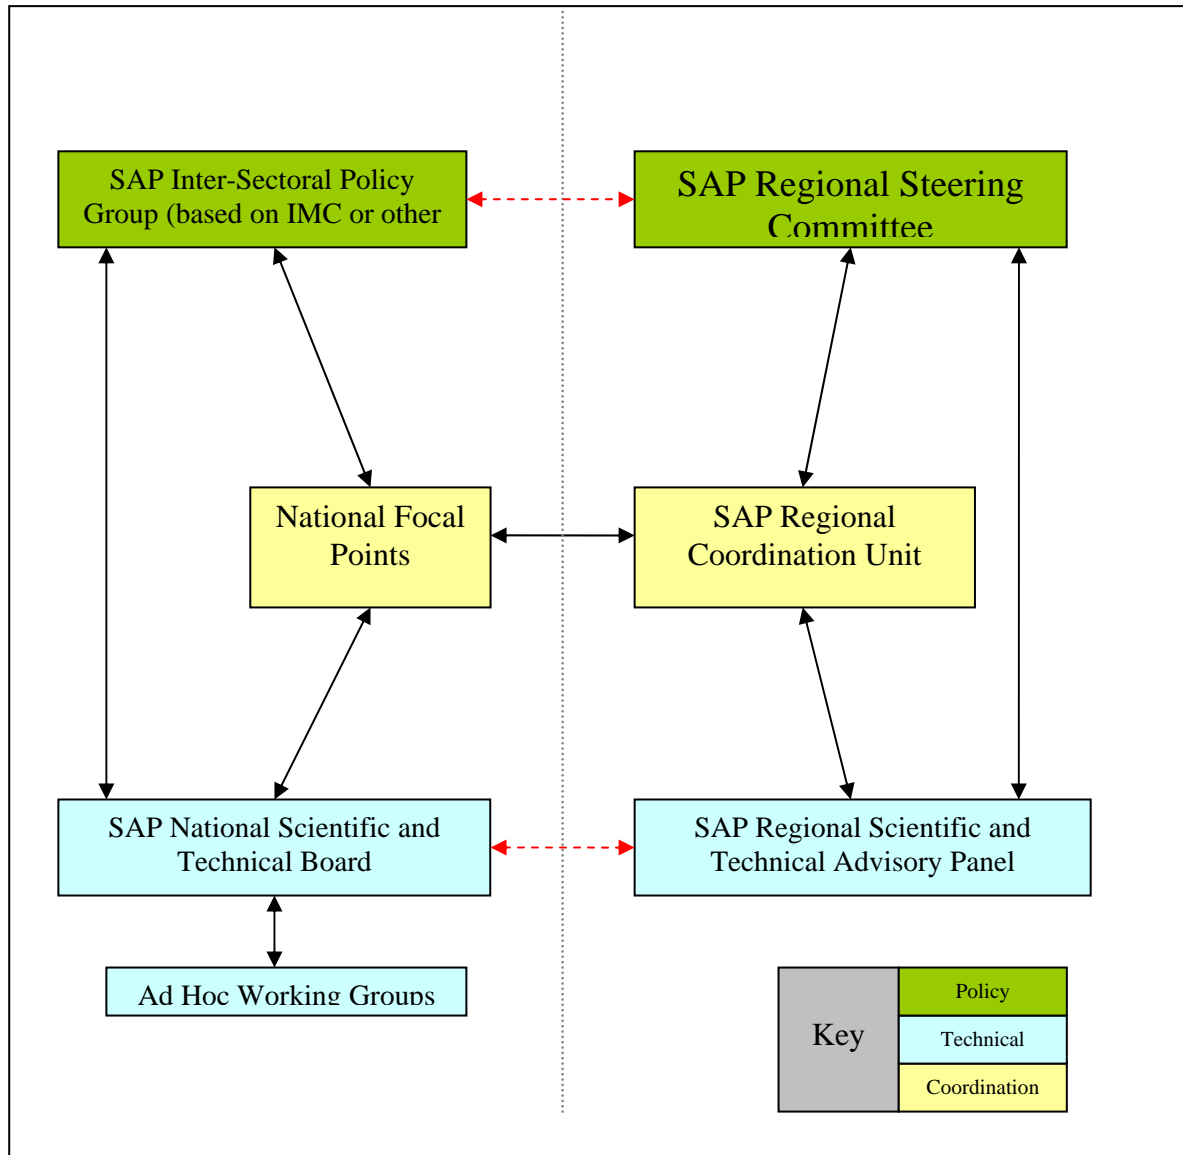 SAP Inter-Sectoral Policy
Group (based on IMC or other
SAP Regional Steering
Committee
National Focal
Points
SAP Regional
Coordination Unit
SAP National Scientific and
Technical Board
SAP Regional Scientific and
Technical Advisory Panel
Ad Hoc Working Groups
Key
Policy
Technical
Coordination